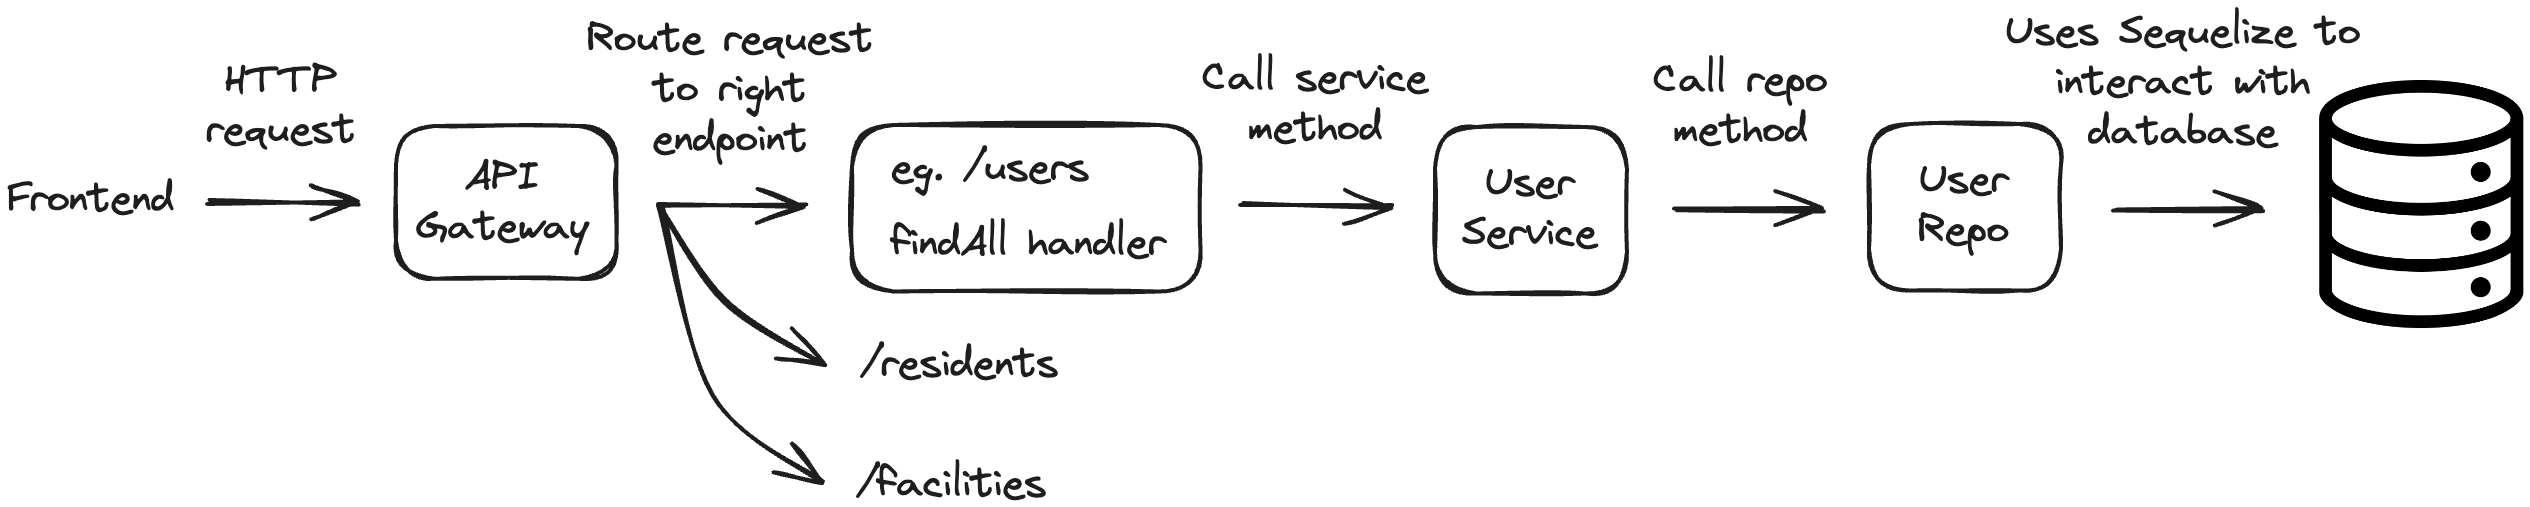 Frontend
HTTP
request
API
Gateway
Route request
to right
endpoint
eg. /users
findAll handler
/residents
/facilities
Call service
method
User
Service
Call repo
method
User
Repo
Uses Sequelize to
interact with
database